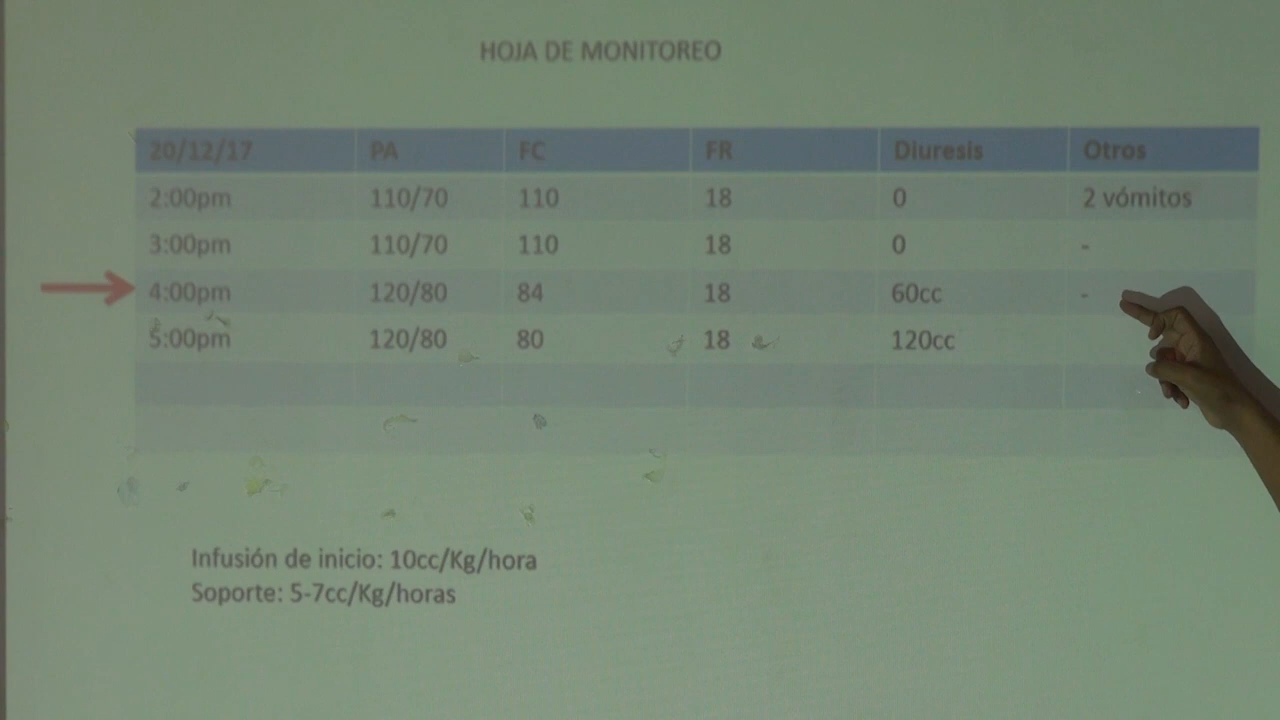 HOJA DE MONITOREO
20/12/17 PA FC FR Diuresis Otros
2:00pm 110/70 110 18 0 2 vómitos
3:00pm 110/70 110 18 0 -
4:00pm 120/80 84 18 60cc -
5:00pm 120/80 80 18 120cc
Infusión de inicio: 10cc/Kg/hora
Soporte: 5-7cc/Kg/horas